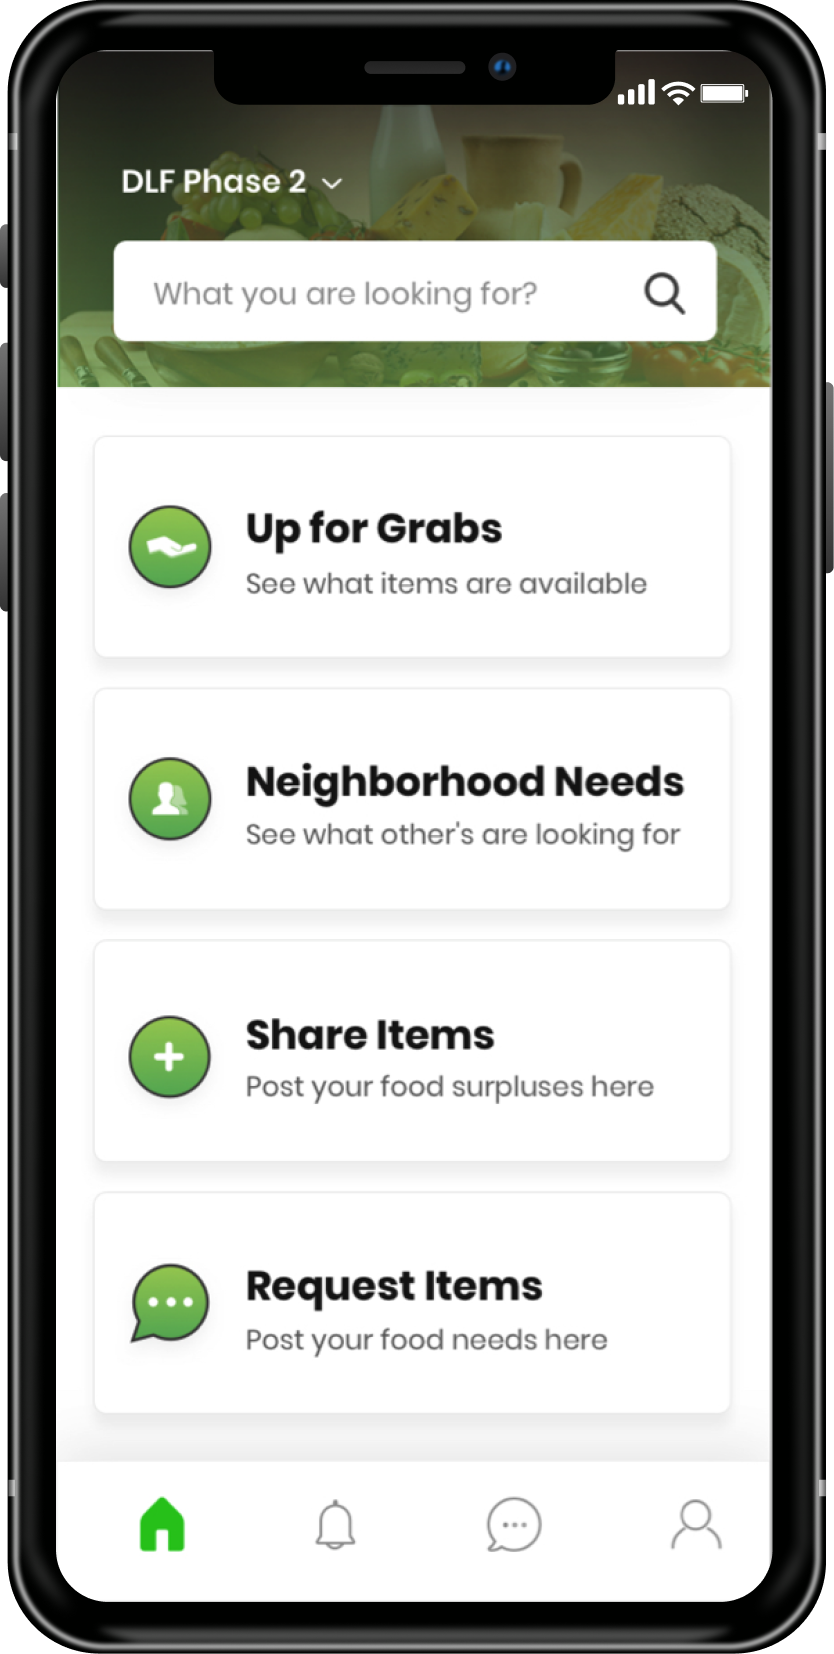 DLF Phase 2
What you are looking for?
Up for Grabs
See what items are available
Neighborhood Needs
See what other's are looking for
Share Items
Post your food surpluses here
Request Items
Post your food needs here